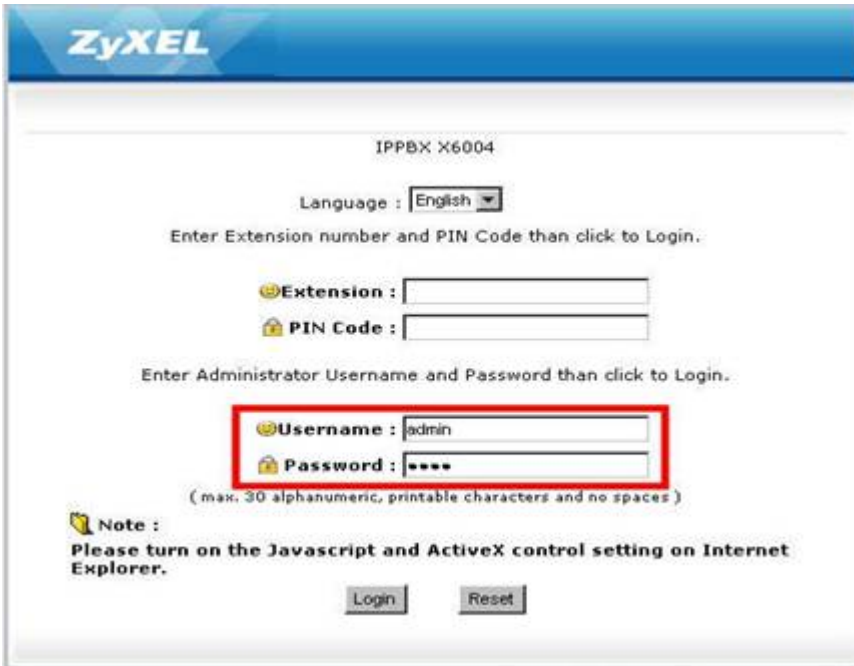 ZyXEL
IPPBX X6004
Language : English
Enter Extension number and PIN Code than click to Login.
Extension :
PIN Code :
Enter Administrator Username and Password than click to Login.
Username : admin
Password : ••••
( max. 30 alphanumeric, printable characters and no spaces )
Note :
Please turn on the Javascript and ActiveX control setting on Internet
Explorer.
Login Reset